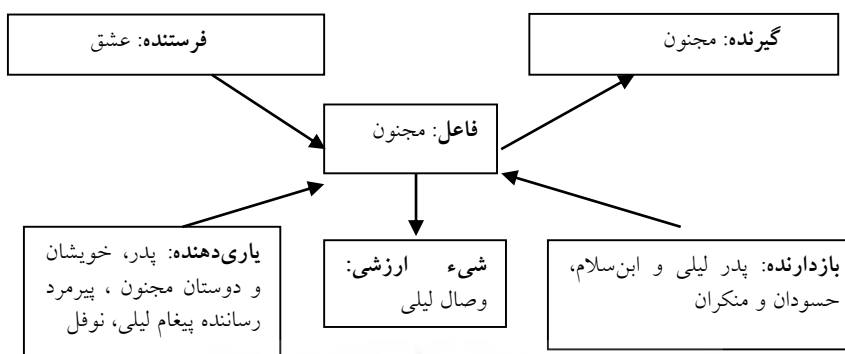 گیرنده: مجنون
فرستنده: عشق
فاعل: مجنون
بازدارنده: پدر لیلی و ابن‌سلام،
حسودان و منکران
شیء ارزشی:
وصال لیلی
یاری‌دهنده: پدر، خویشان
و دوستان مجنون ، پیرمرد
رساننده پیغام لیلی، نوفل